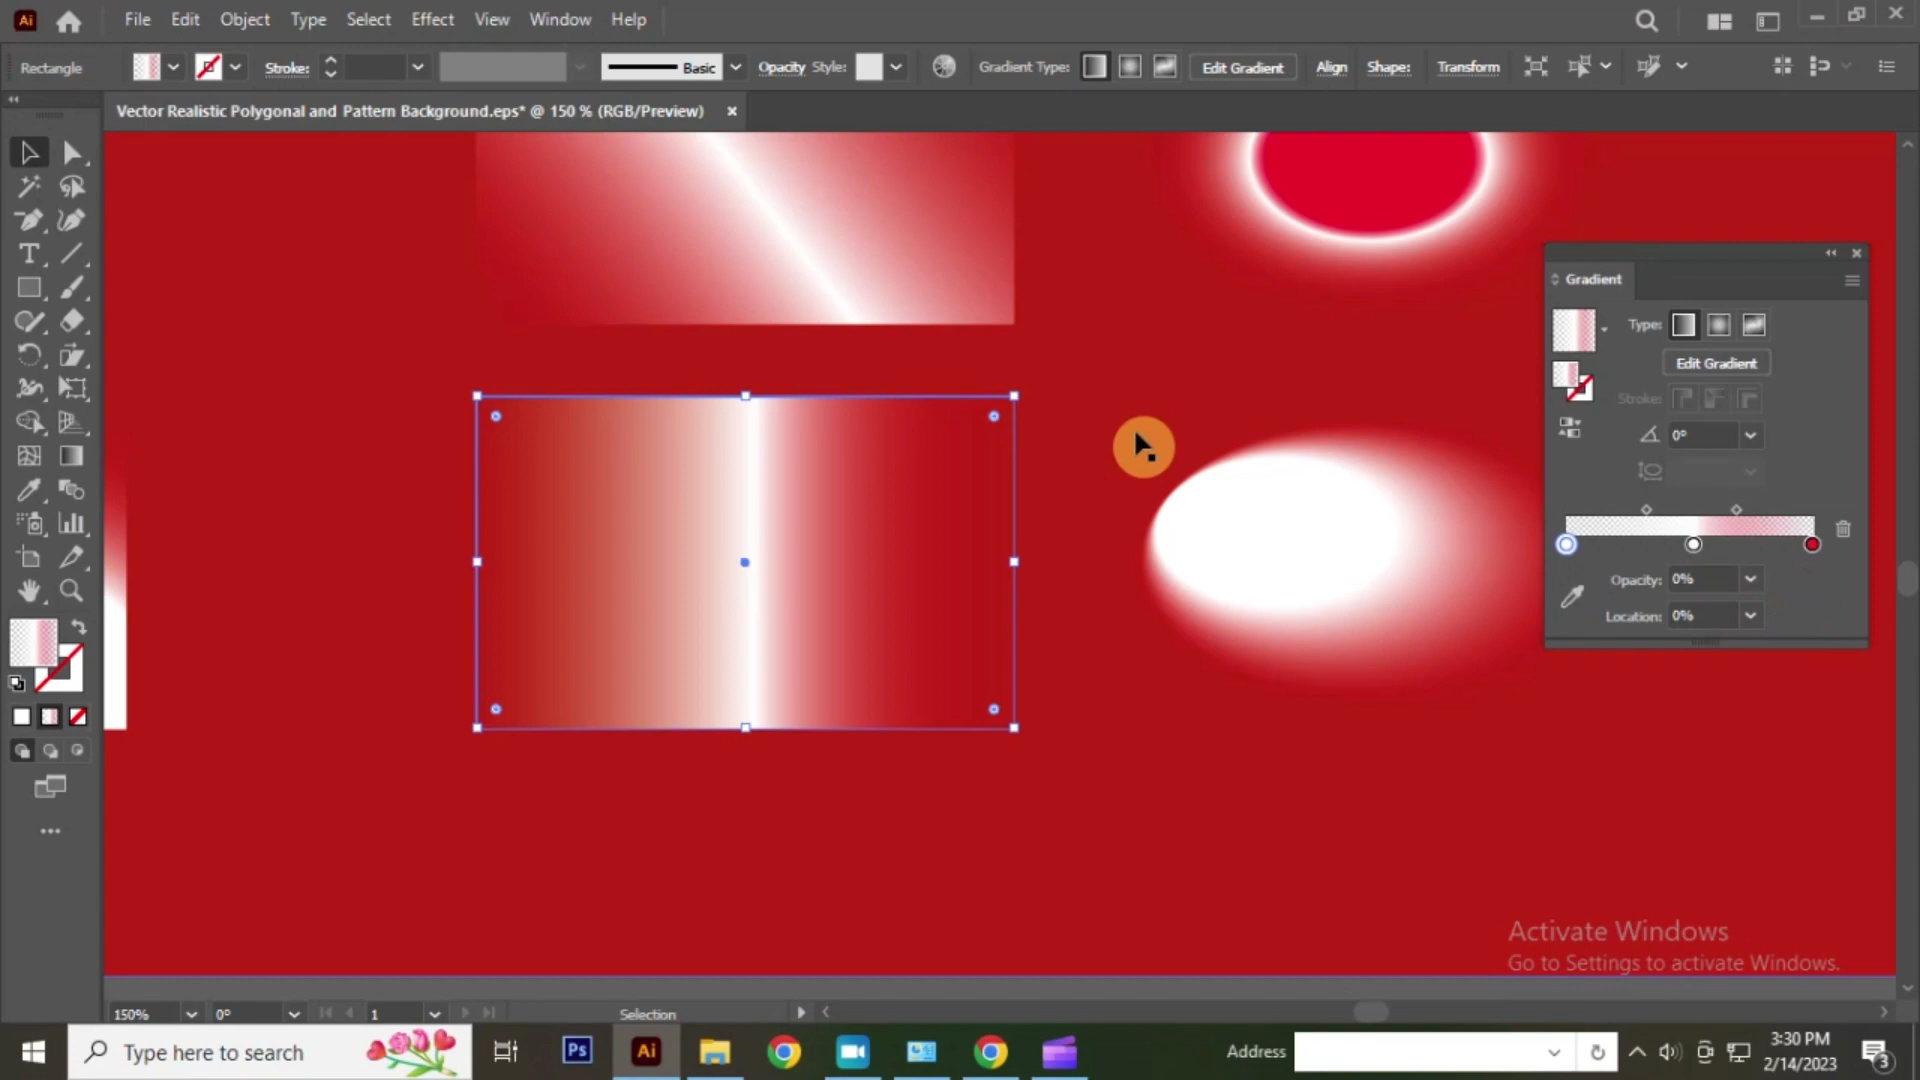 Ai File Edit Object Type Select Effect View Window Help
Rectangle Stroke: Basic Opacity Style: Gradient Type: Edit Gradient Align Shape: Transform
Vector Realistic Polygonal and Pattern Background.eps* @ 150 % (RGB/Preview)
Gradient
Type:
Edit Gradient
Stroke:
0°
Opacity: 0%
Location: 0%
T
Activate Windows
Go to Settings to activate Windows.
150% 0° 1 Selection
Type here to search Ps Ai Address 3:30 PM
2/14/2023 3